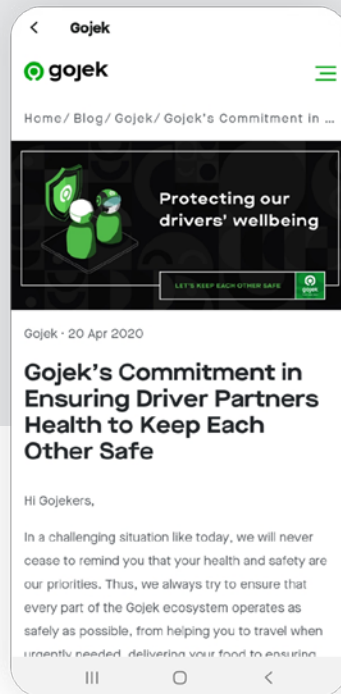 Gojek
gojek
Home/ Blog/ Gojek/ Gojek's Commitment in ...
Protecting our
drivers' wellbeing
LET'S KEEP EACH OTHER SAFE
gojek
Gojek · 20 Apr 2020
Gojek's Commitment in
Ensuring Driver Partners
Health to Keep Each
Other Safe
Hi Gojekers,
In a challenging situation like today, we will never
cease to remind you that your health and safety are
our priorities. Thus, we always try to ensure that
every part of the Gojek ecosystem operates as
safely as possible, from helping you to travel when
urgently needed, delivering your food to ensuring